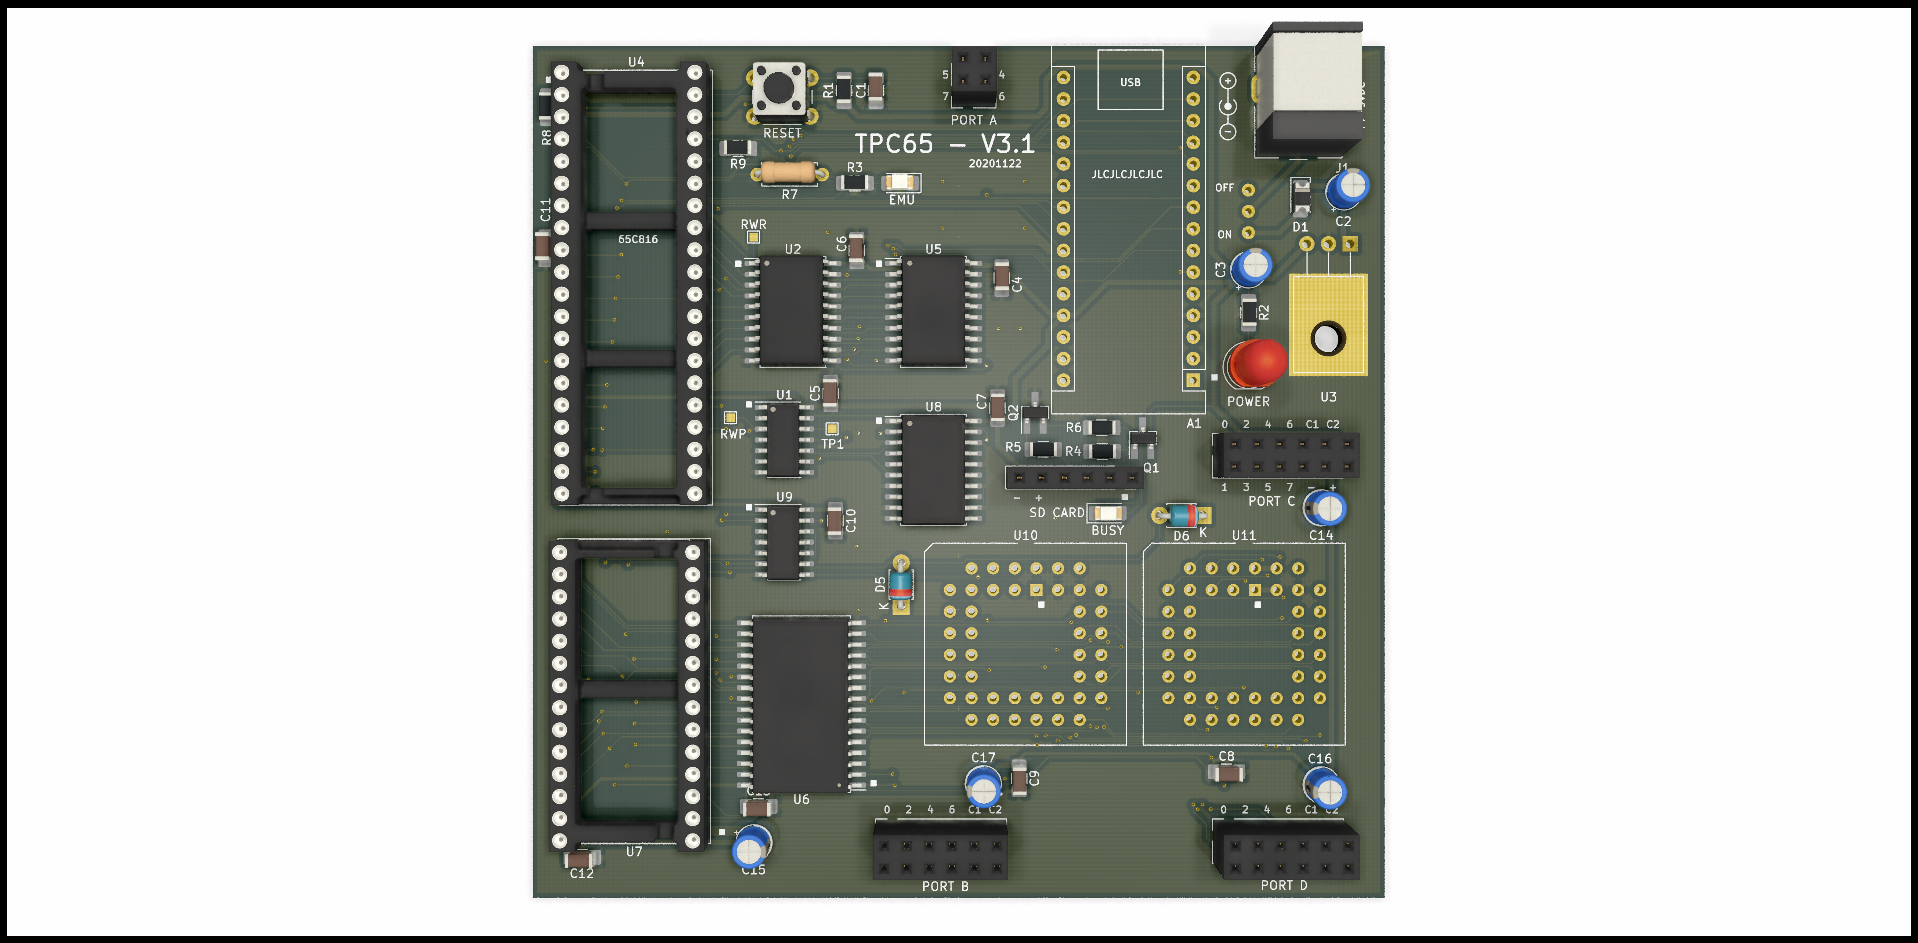 U4
USB
5 4
7 6
PORT A
R8
R1
C1
RESET
TPC65 – V3.1
20201122
R9
R3
R7
EMU
JLCJLCJLCJLC
OFF
ON
J1
D1
C2
C11
65C816
RWR
U2
C6
U5
C4
C3
R2
POWER
U3
C5
U1
RWP
TP1
C7
U8
Q2
R6
R5
R4
Q1
A1
0 2 4 6 C1 C2
1 3 5 7 – +
PORT C
– +
SD CARD
BUSY
D6
K
C14
U9
C10
U10
U11
D5
K
U6
C15
C17
C9
C8
C16
U7
C12
0 2 4 6 C1 C2
PORT B
0 2 4 6 C1 C2
PORT D